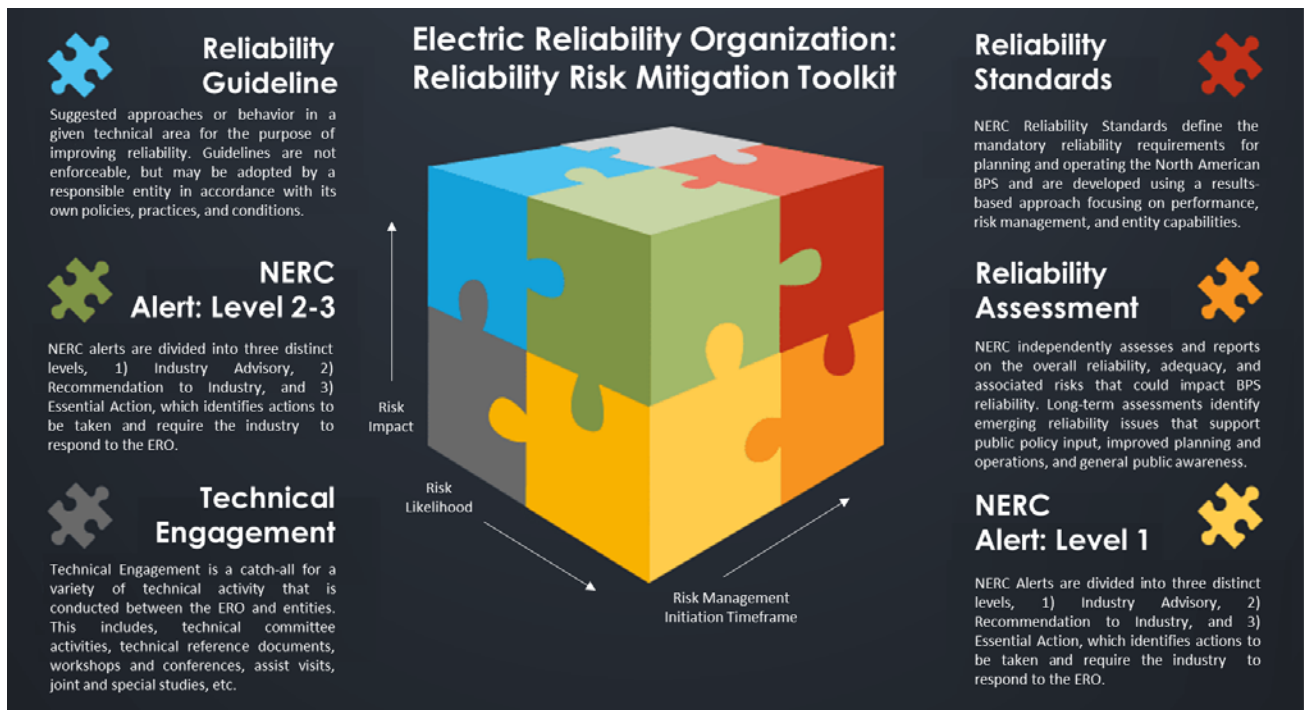 Electric Reliability Organization:
Reliability Risk Mitigation Toolkit
Reliability
Guideline
Suggested approaches or behavior in a
given technical area for the purpose of
improving reliability. Guidelines are not
enforceable, but may be adopted by a
responsible entity in accordance with its
own policies, practices, and conditions.
NERC
Alert: Level 2-3
NERC alerts are divided into three distinct
levels, 1) Industry Advisory, 2)
Recommendation to Industry, and 3)
Essential Action, which identifies actions to
be taken and require the industry to
respond to the ERO.
Technical
Engagement
Technical Engagement is a catch-all for a
variety of technical activity that is
conducted between the ERO and entities.
This includes, technical committee
activities, technical reference documents,
workshops and conferences, assist visits,
joint and special studies, etc.
Risk
Impact
Risk
Likelihood
Risk Management
Initiation Timeframe
Reliability
Standards
NERC Reliability Standards define the
mandatory reliability requirements for
planning and operating the North American
BPS and are developed using a results-
based approach focusing on performance,
risk management, and entity capabilities.
Reliability
Assessment
NERC independently assesses and reports
on the overall reliability, adequacy, and
associated risks that could impact BPS
reliability. Long-term assessments identify
emerging reliability issues that support
public policy input, improved planning and
operations, and general public awareness.
NERC
Alert: Level 1
NERC Alerts are divided into three distinct
levels, 1) Industry Advisory, 2)
Recommendation to Industry, and 3)
Essential Action, which identifies actions to
be taken and require the industry to
respond to the ERO.